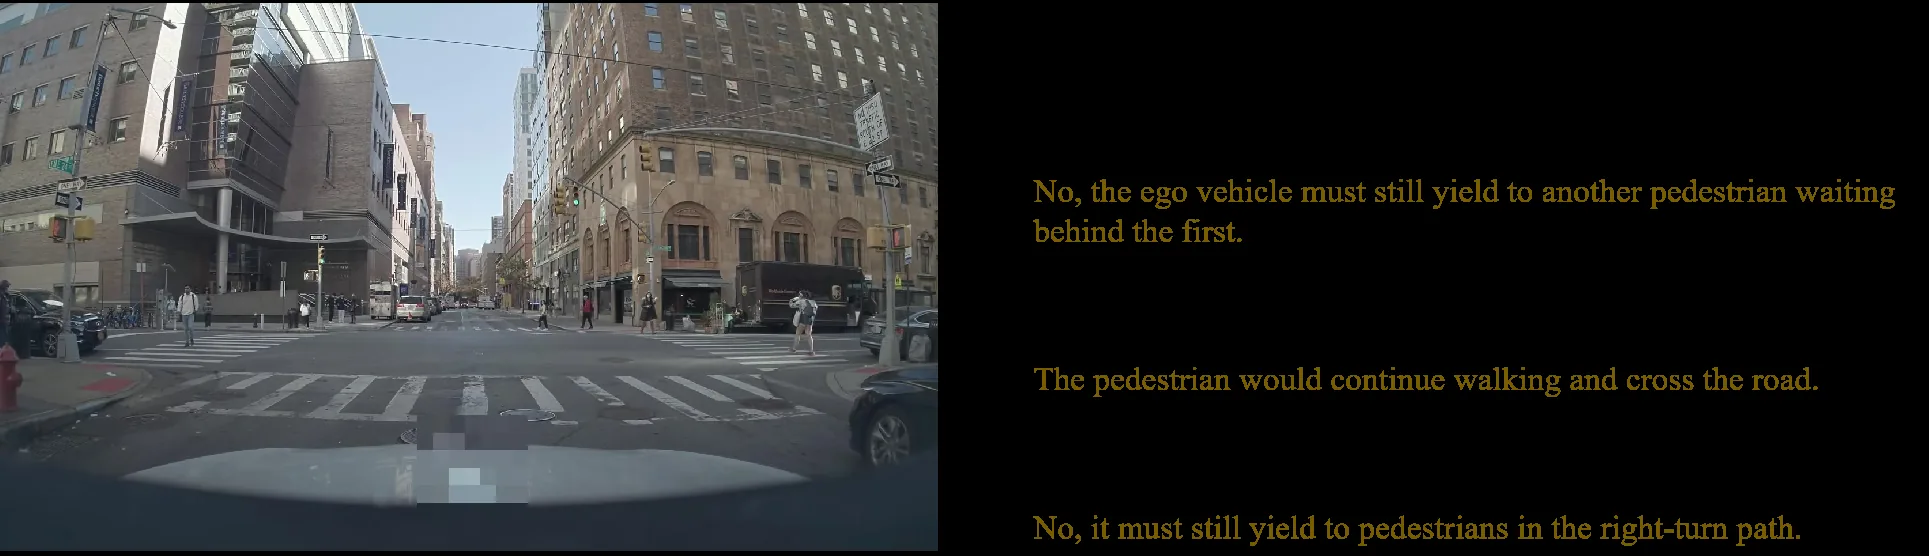 No, the ego vehicle must still yield to another pedestrian waiting
behind the first.
The pedestrian would continue walking and cross the road.
No, it must still yield to pedestrians in the right-turn path.